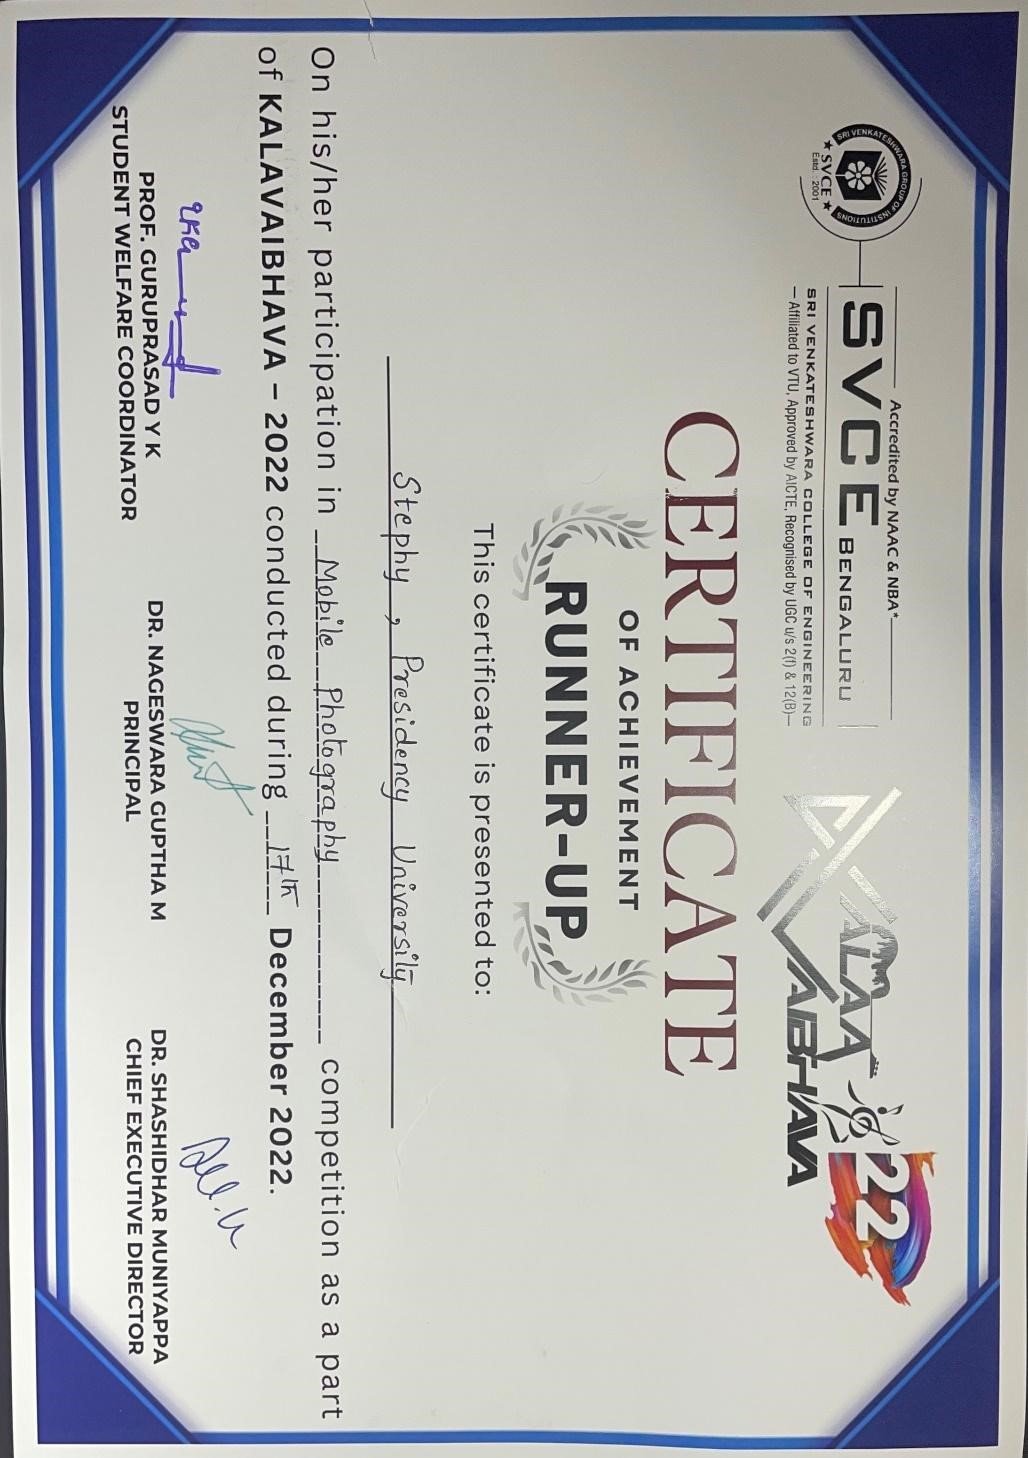 SRI VENKATESHWARA GROUP OF INSTITUTIONS
★ SVCE ★
Estd. : 2001
Accredited by NAAC & NBA*
SVCE BENGALURU
SRI VENKATESHWARA COLLEGE OF ENGINEERING
Affiliated to VTU, Approved by AICTE, Recognised by UGC u/s 2(f) & 12(B)
KALAA
VAIBHAVA
22
CERTIFICATE
OF ACHIEVEMENT
RUNNER-UP
This certificate is presented to:
Stephy, Presidency University
On his/her participation in Mobile Photography competition as a part
of KALAVAIBHAVA – 2022 conducted during 17th December 2022.
PROF. GURUPRASAD Y K
STUDENT WELFARE COORDINATOR
DR. NAGESWARA GUPTHA M
PRINCIPAL
DR. SHASHIDHAR MUNIYAPPA
CHIEF EXECUTIVE DIRECTOR